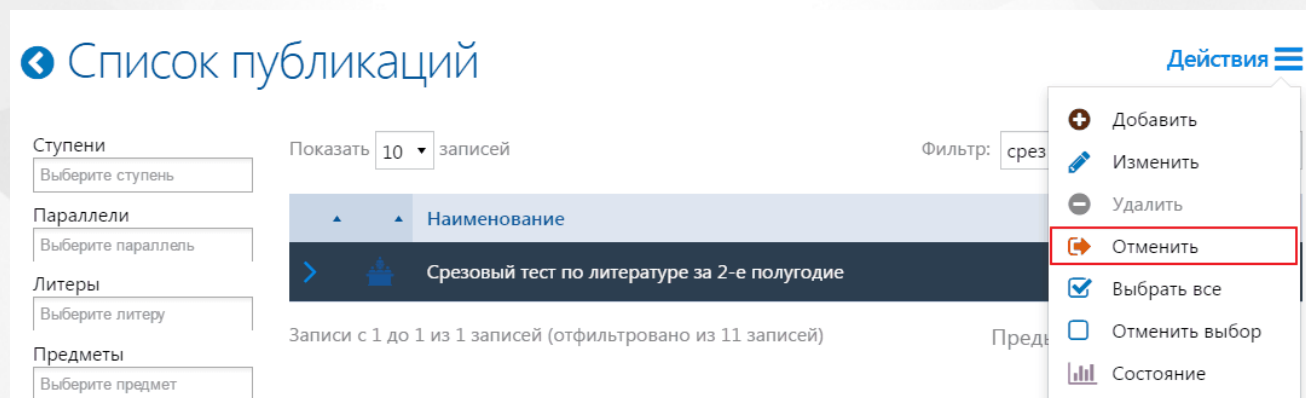 Список публикаций
Действия
Ступени
Выберите ступень
Параллели
Выберите параллель
Литеры
Выберите литеру
Предметы
Выберите предмет
Показать 10 записей
Фильтр: срез
Наименование
Срезовый тест по литературе за 2-е полугодие
Записи с 1 до 1 из 1 записей (отфильтровано из 11 записей)
Добавить
Изменить
Удалить
Отменить
Выбрать все
Отменить выбор
Состояние